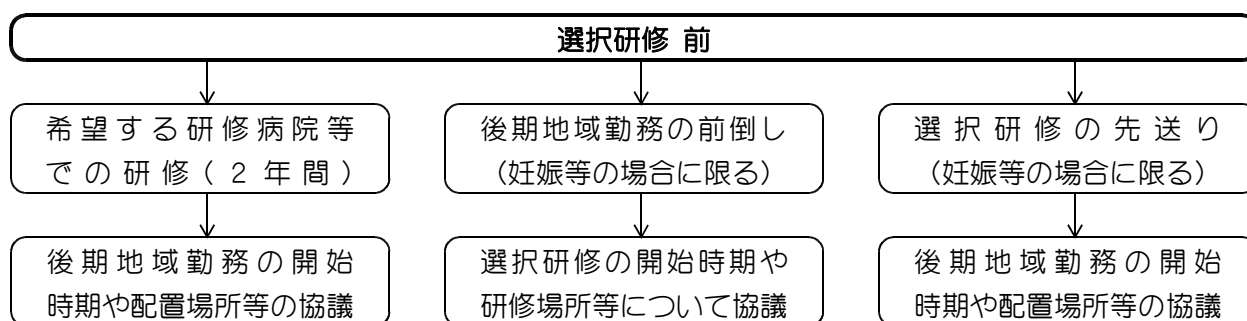 選択研修 前
希望する研修病院等
での研修(2年間)
後期地域勤務の前倒し
(妊娠等の場合に限る)
選択研修の先送り
(妊娠等の場合に限る)
後期地域勤務の開始
時期や配置場所等の協議
選択研修の開始時期や
研修場所等について協議
後期地域勤務の開始
時期や配置場所等の協議